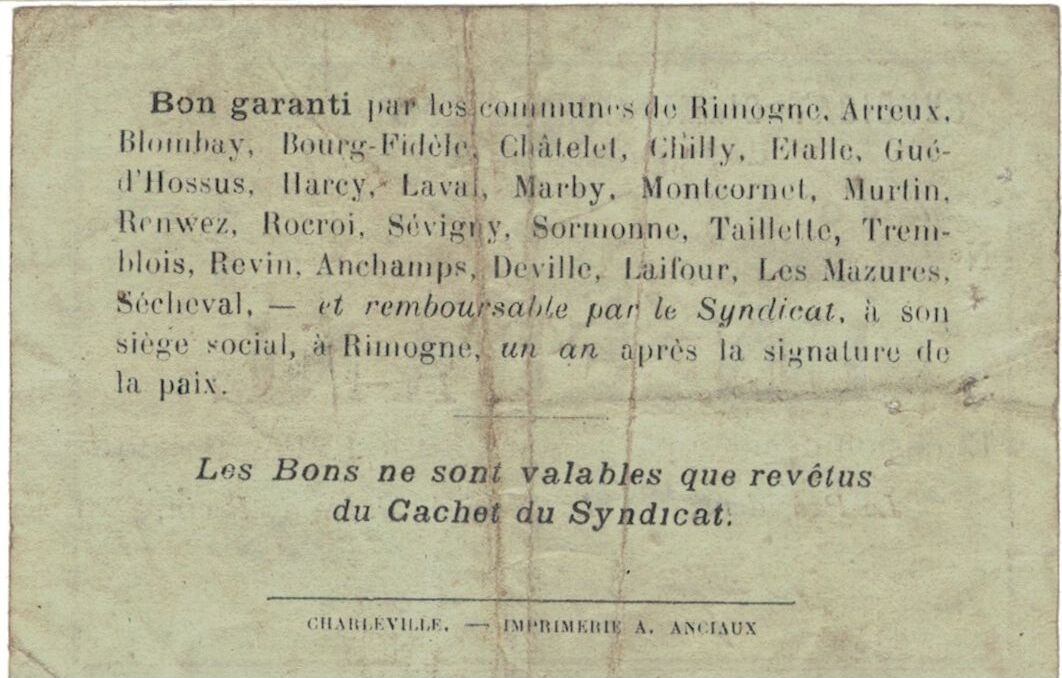 Bon garanti par les communes de Rimogne, Arreux,
Blombay, Bourg-Fidèle, Châtelet, Chilly, Etalle, Gué-
d'Hossus, Harcy, Laval, Marby, Montcornet, Murtin,
Renwez, Rocroi, Sévigny, Sormonne, Taillette, Trem-
blois, Revin, Anchamps, Deville, Laifour, Les Mazures,
Sécheval, — et remboursable par le Syndicat, à son
siège social, à Rimogne, un an après la signature de
la paix.
Les Bons ne sont valables que revêtus
du Cachet du Syndicat.
CHARLEVILLE. — IMPRIMERIE A. ANCIAUX